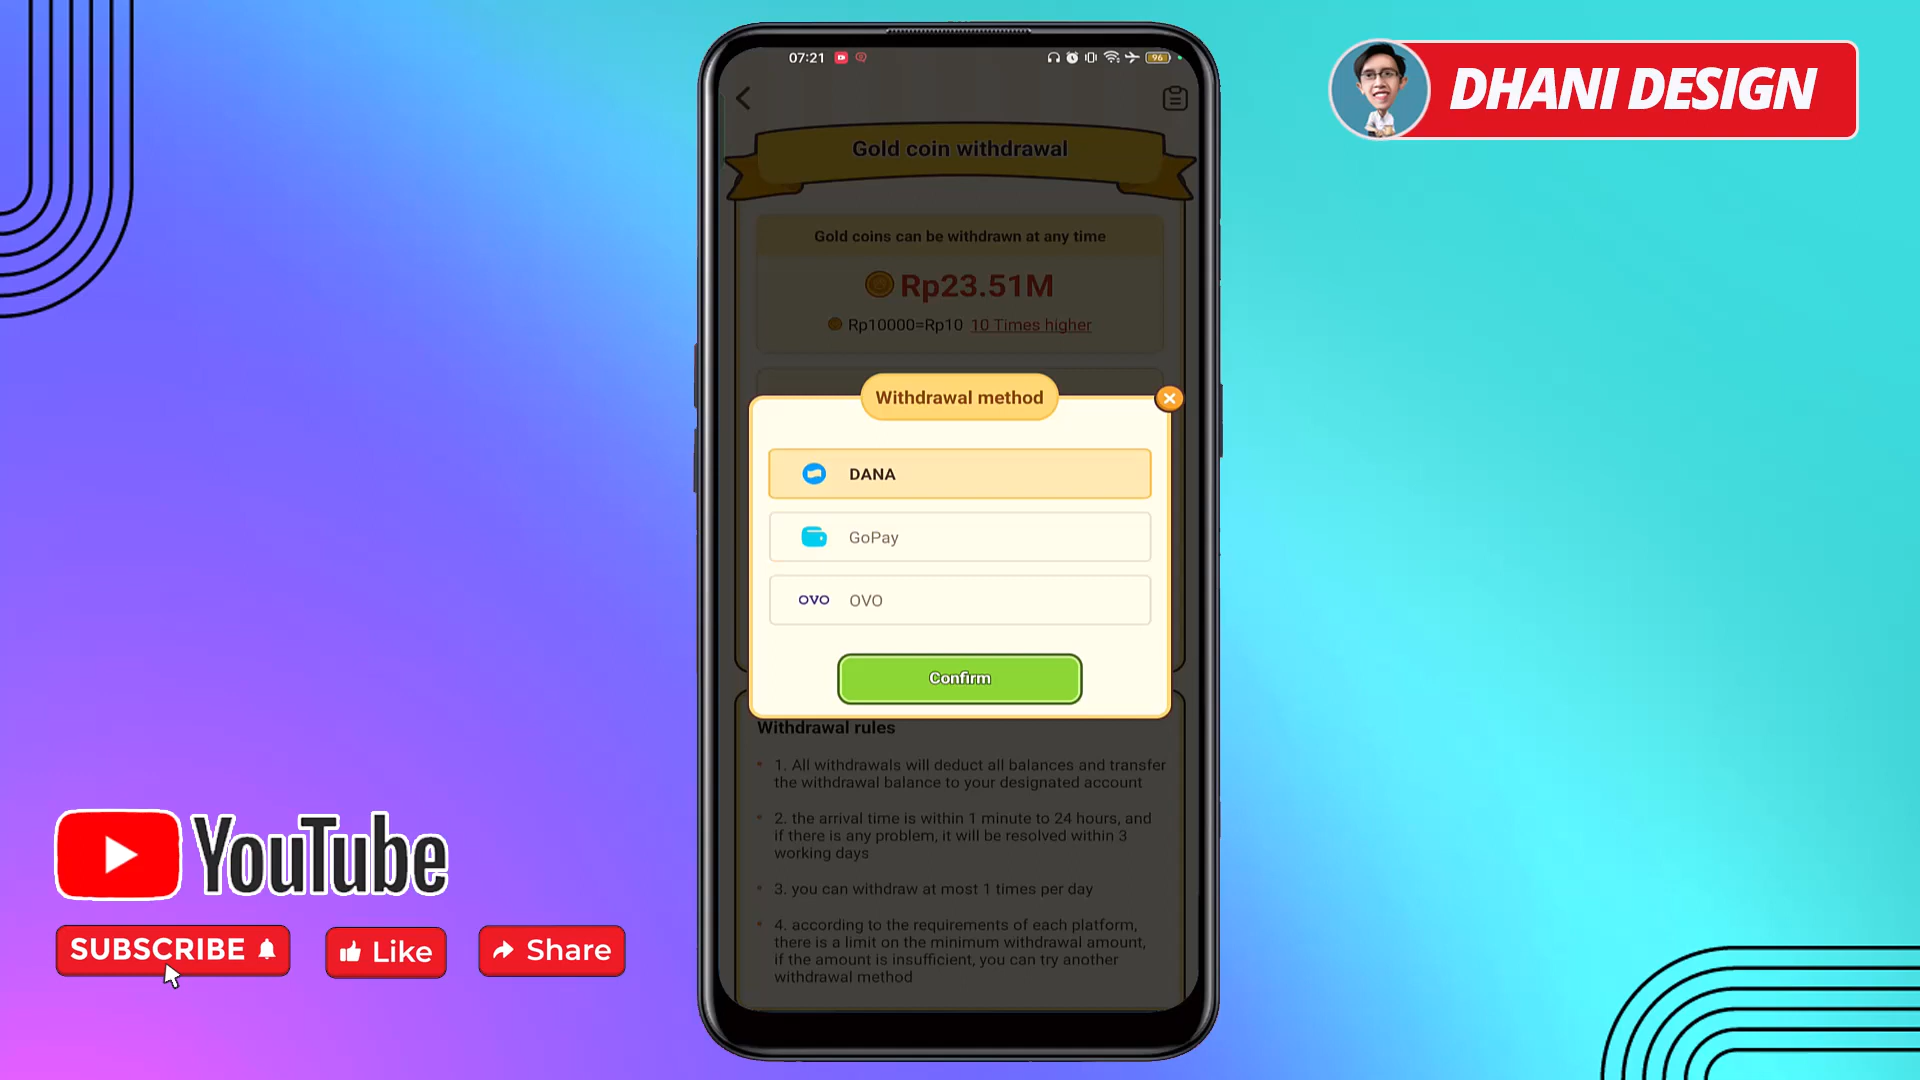 07:21
96
DHANI DESIGN
Gold coin withdrawal
Gold coins can be withdrawn at any time
Rp23.51M
Rp10000=Rp10 10 Times higher
Withdrawal method
DANA
GoPay
OVO OVO
Confirm
Withdrawal rules
1. All withdrawals will deduct all balances and transfer
the withdrawal balance to your designated account
2. the arrival time is within 1 minute to 24 hours, and
if there is any problem, it will be resolved within 3
working days
3. you can withdraw at most 1 times per day
4. according to the requirements of each platform,
there is a limit on the minimum withdrawal amount,
if the amount is insufficient, you can try another
withdrawal method
YouTube
SUBSCRIBE
Like
Share